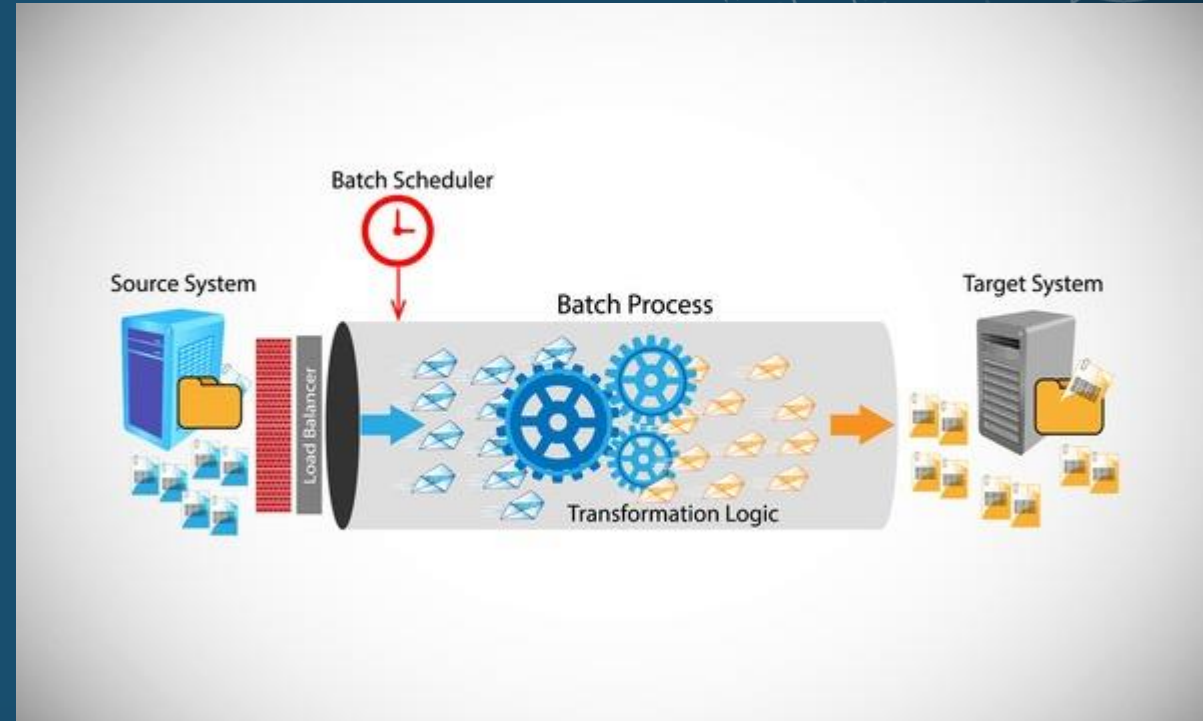 Batch Scheduler
Source System
Batch Process
Target System
Load Balancer
Transformation Logic